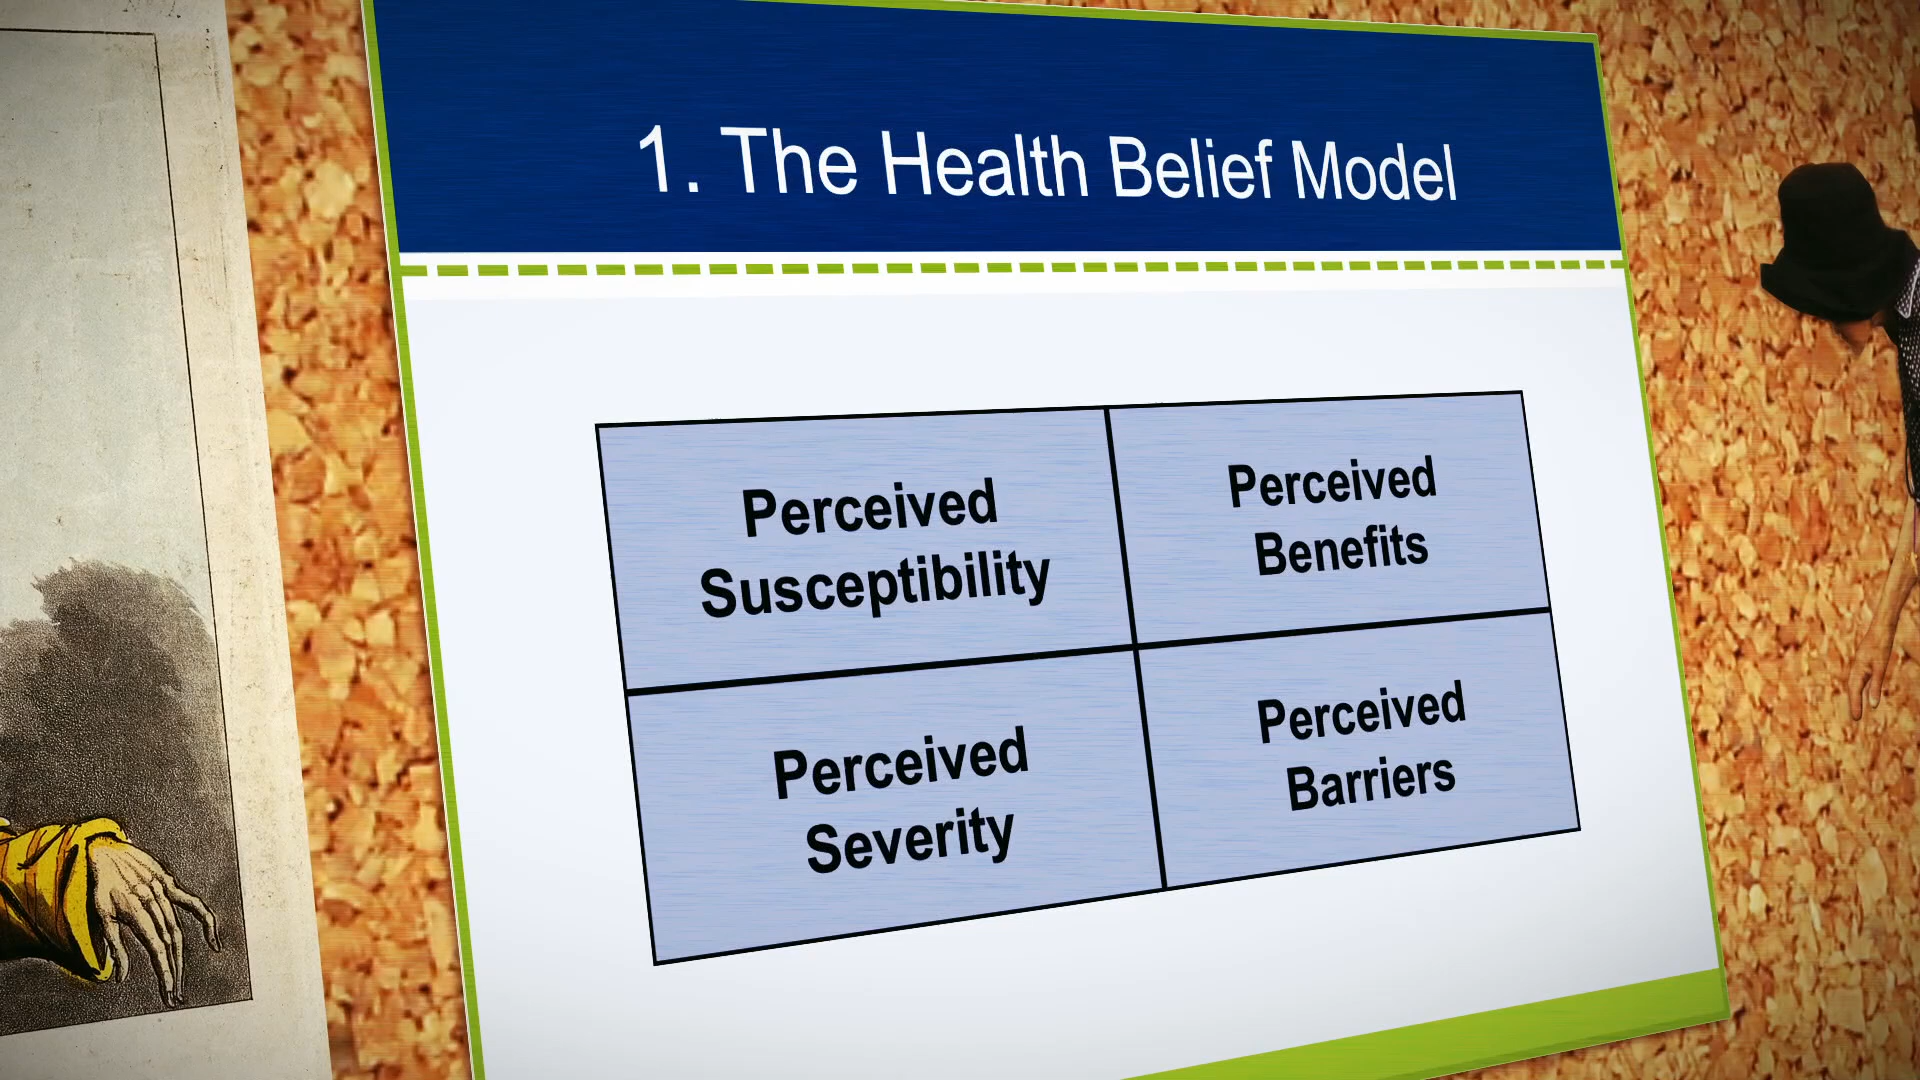 1. The Health Belief Model
Perceived
Susceptibility
Perceived
Benefits
Perceived
Severity
Perceived
Barriers